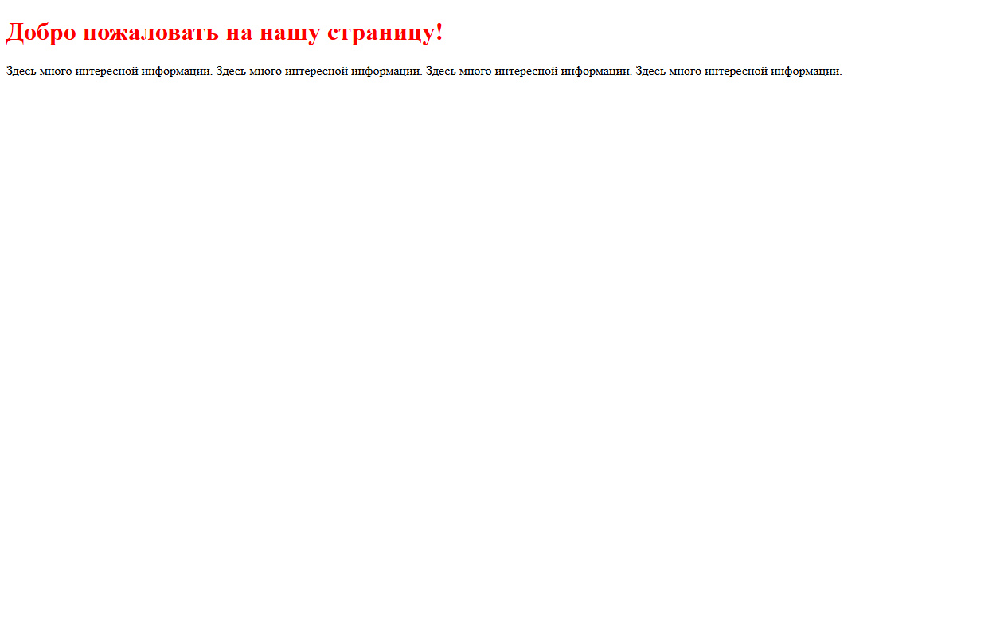 Добро пожаловать на нашу страницу!
Здесь много интересной информации. Здесь много интересной информации. Здесь много интересной информации. Здесь много интересной информации.